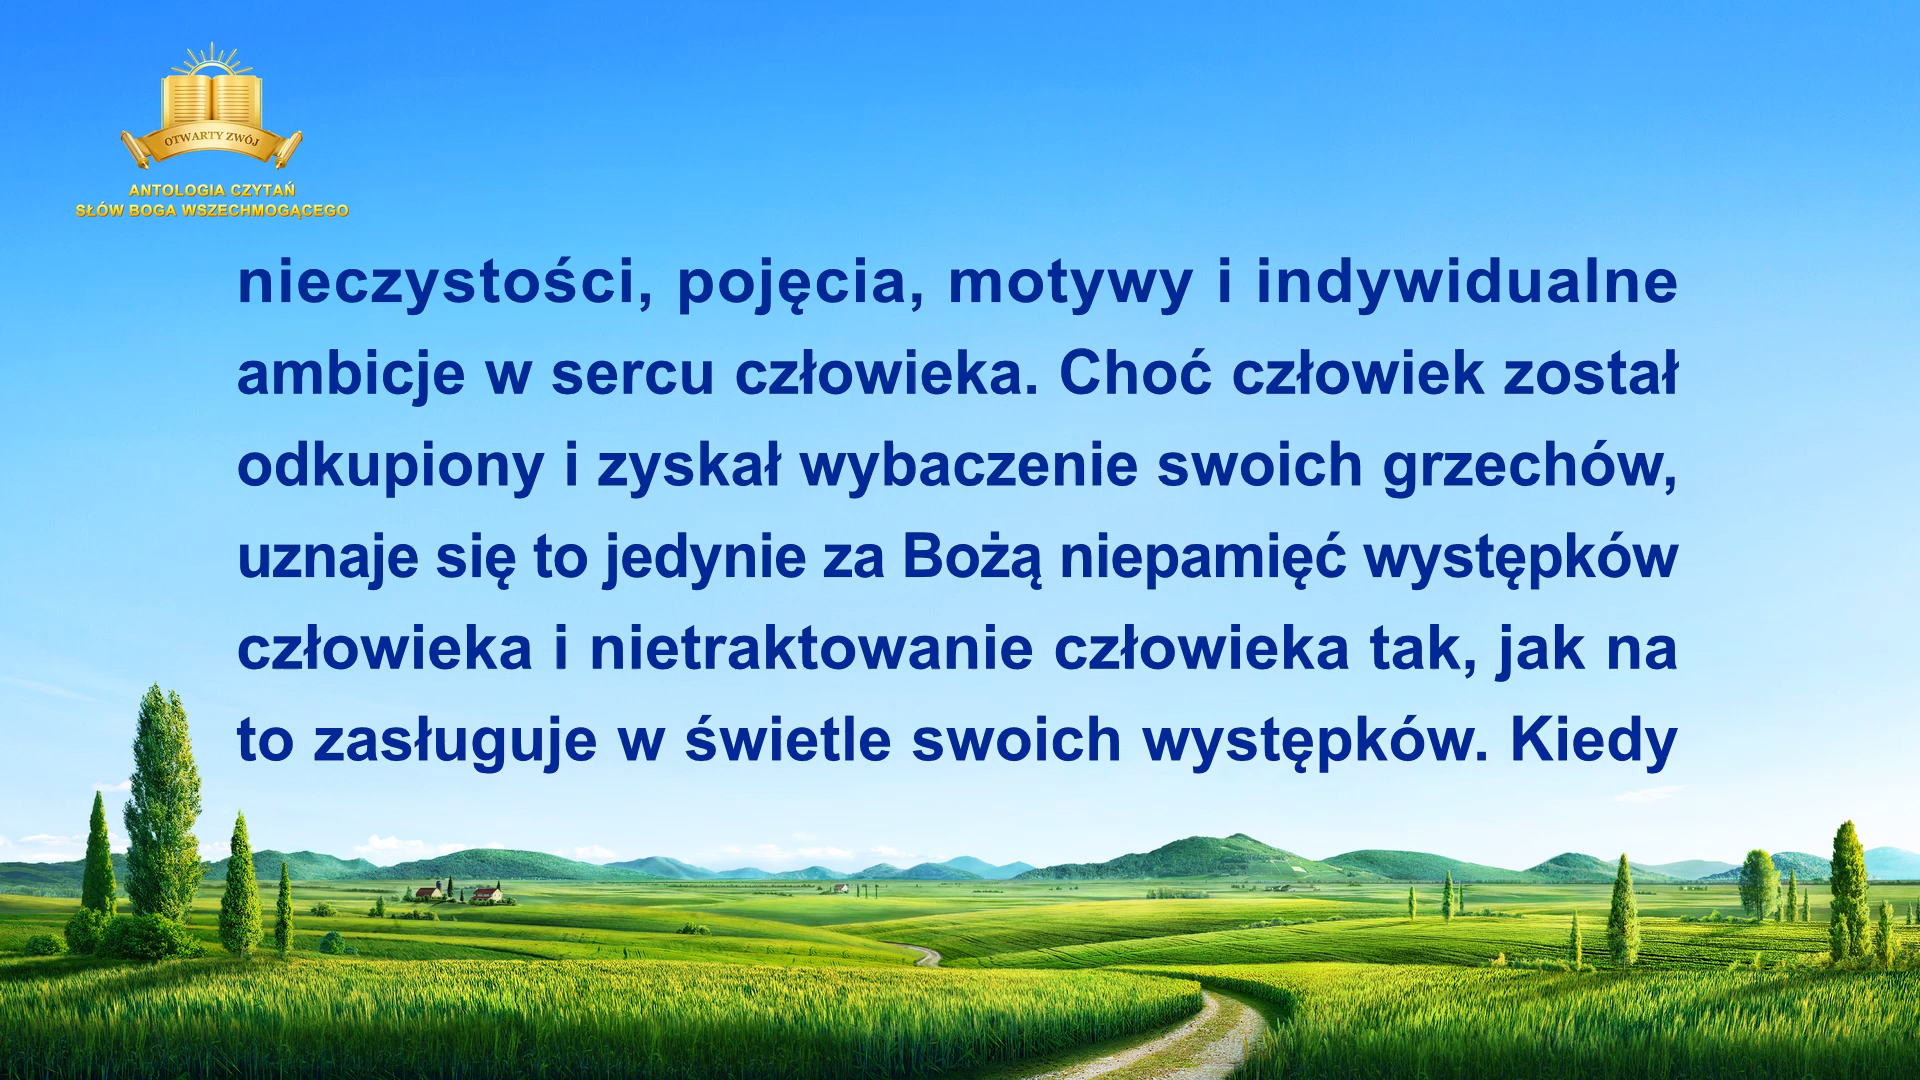 OTWARTY ZWÓJ
ANTOLOGIA CZYTAŃ
SŁÓW BOGA WSZECHMOGĄCEGO
nieczystości, pojęcia, motywy i indywidualne
ambicje w sercu człowieka. Choć człowiek został
odkupiony i zyskał wybaczenie swoich grzechów,
uznaje się to jedynie za Bożą niepamięć występków
człowieka i nietraktowanie człowieka tak, jak na
to zasługuje w świetle swoich występków. Kiedy